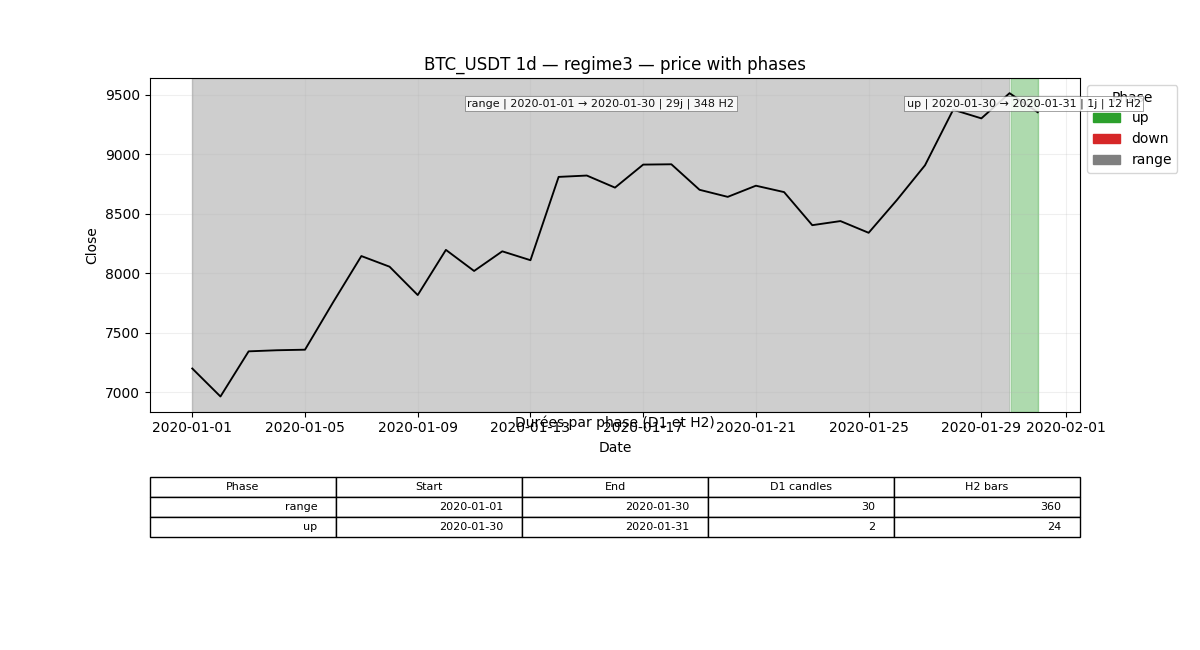 BTC_USDT 1d — regime3 — price with phases
9500
9000
8500
8000
7500
7000
Close
range | 2020-01-01 → 2020-01-30 | 29j | 348 H2
up | 2020-01-30 → 2020-01-31 | 1j | 12 H2
Phase
up
down
range
2020-01-01 2020-01-05 2020-01-09 2020-01-13 2020-01-17 2020-01-21 2020-01-25 2020-01-29 2020-02-01
Durées par phase (D1 et H2)
Date
Phase Start End D1 candles H2 bars
range 2020-01-01 2020-01-30 30 360
up 2020-01-30 2020-01-31 2 24